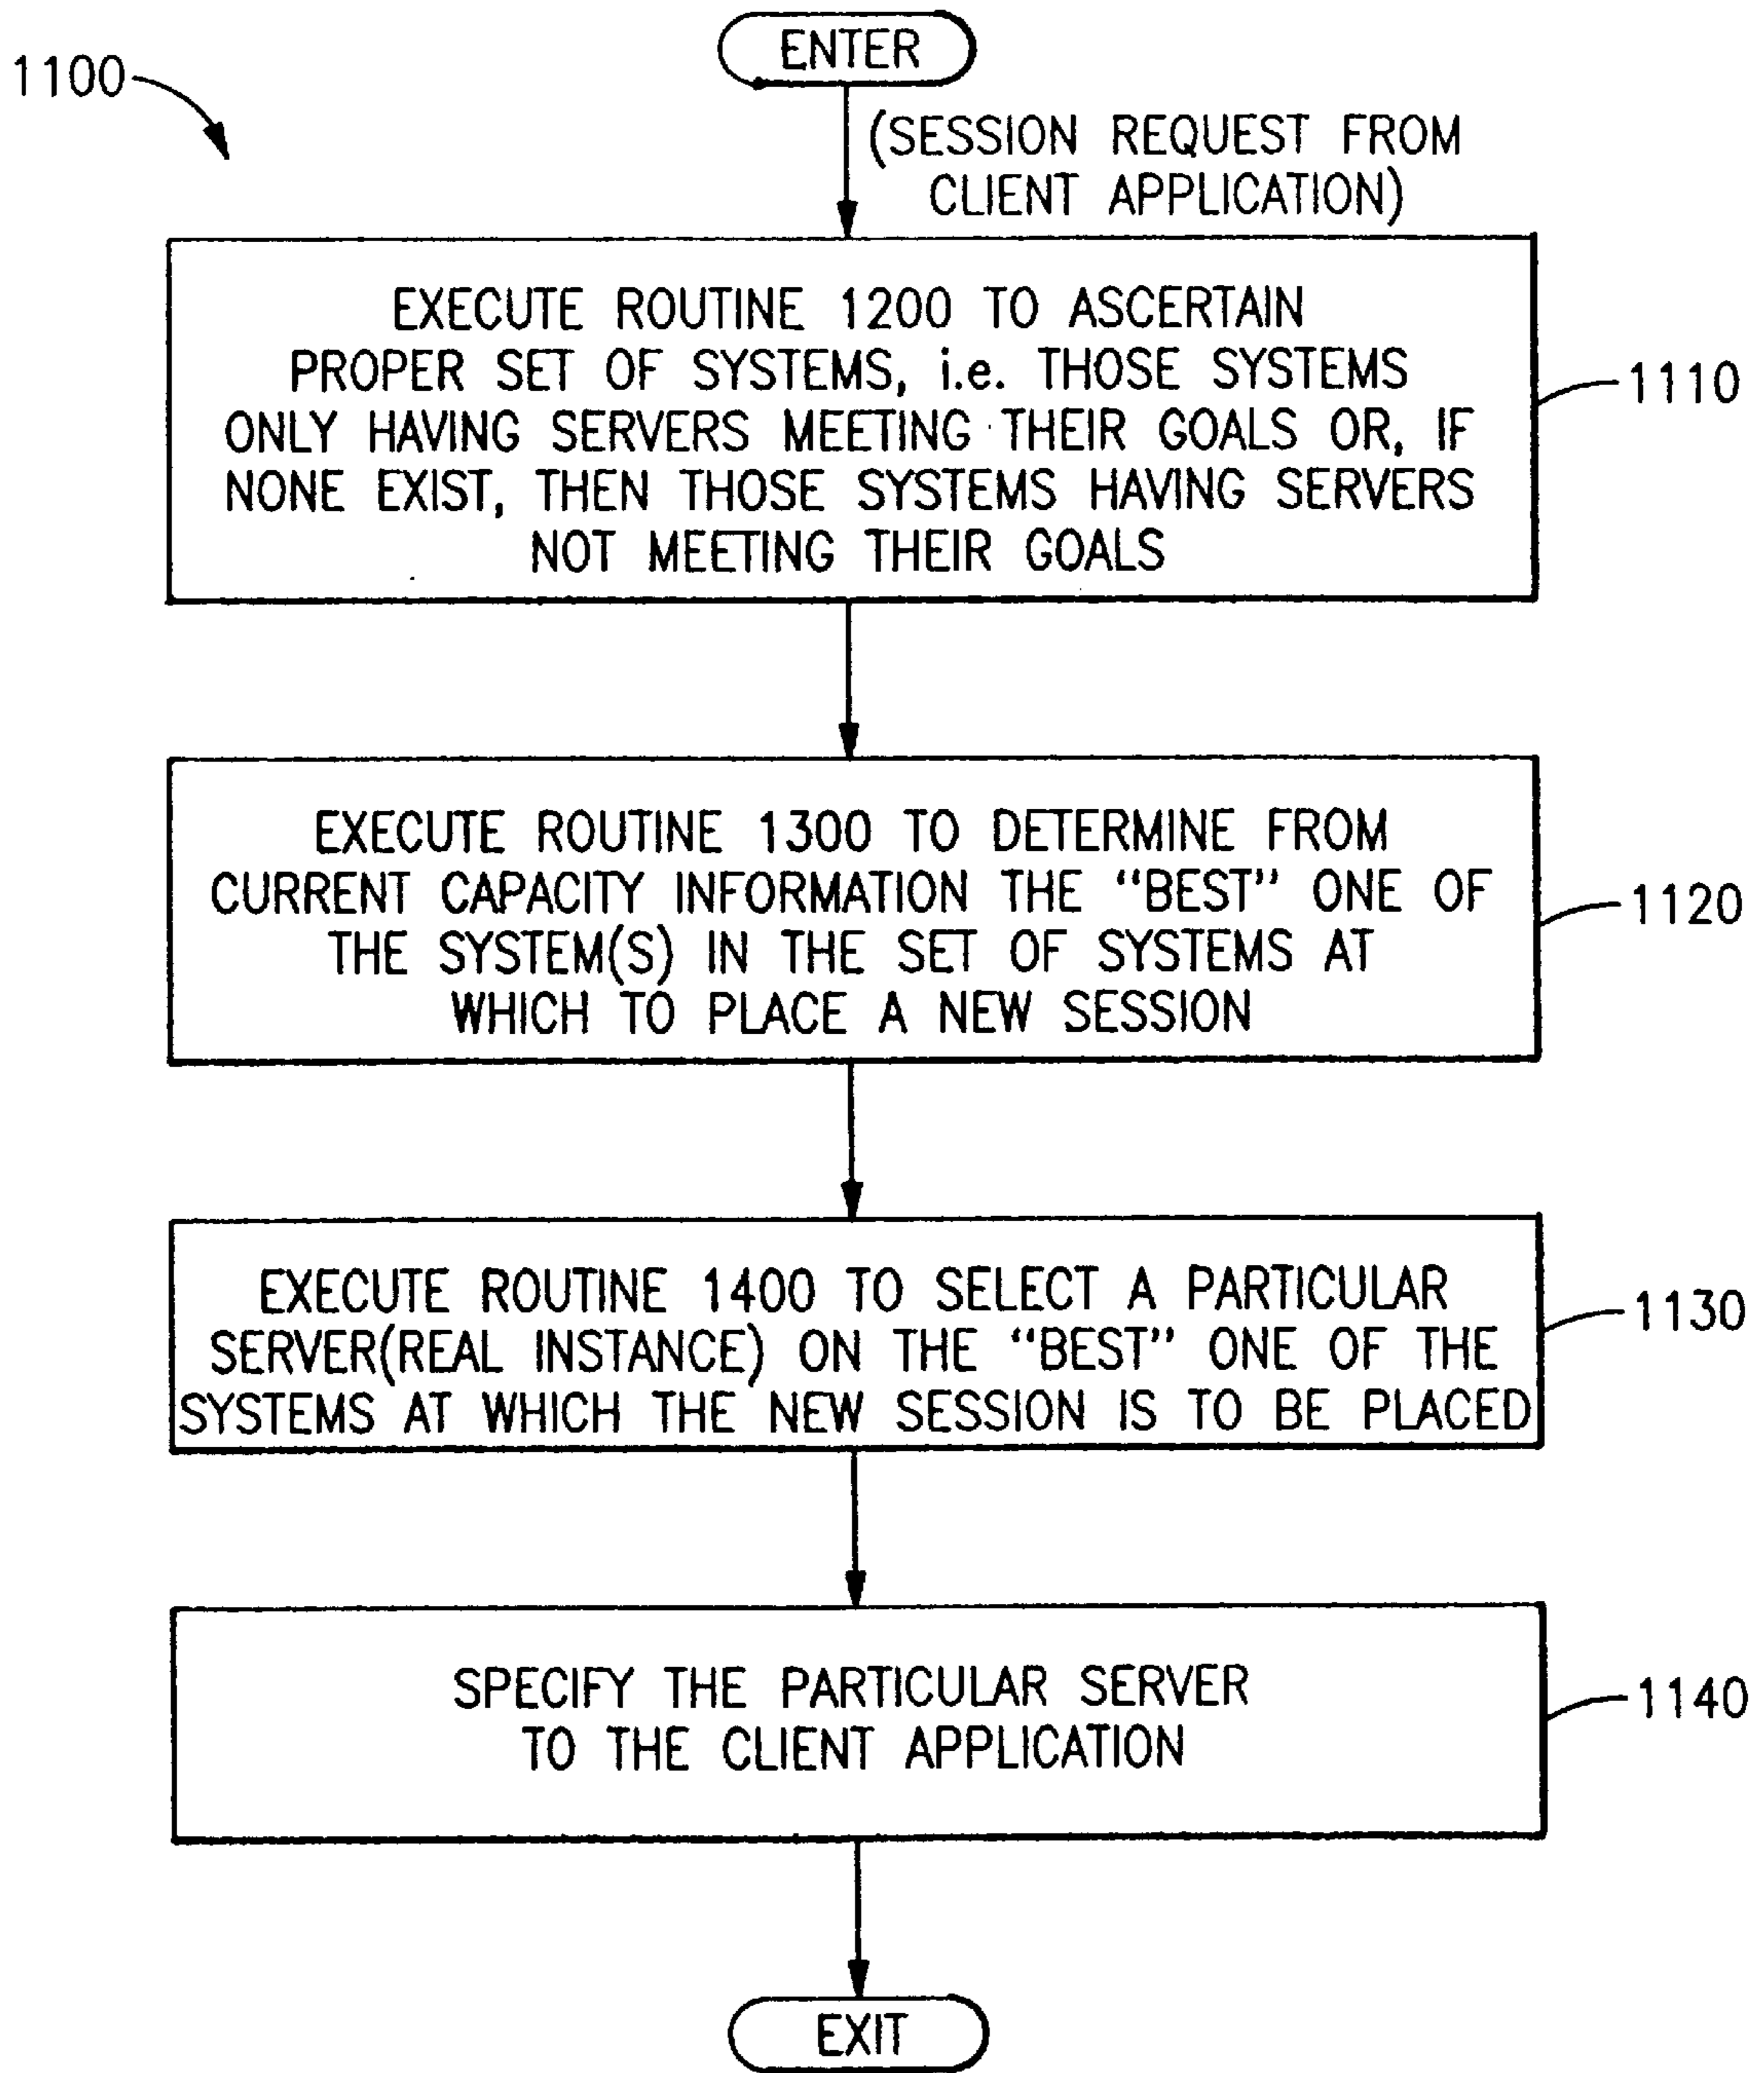 ENTER
1100
(SESSION REQUEST FROM
CLIENT APPLICATION)
EXECUTE ROUTINE 1200 TO ASCERTAIN
PROPER SET OF SYSTEMS, i.e. THOSE SYSTEMS
ONLY HAVING SERVERS MEETING THEIR GOALS OR, IF
NONE EXIST, THEN THOSE SYSTEMS HAVING SERVERS
NOT MEETING THEIR GOALS
1110
EXECUTE ROUTINE 1300 TO DETERMINE FROM
CURRENT CAPACITY INFORMATION THE “BEST” ONE OF
THE SYSTEM(S) IN THE SET OF SYSTEMS AT
WHICH TO PLACE A NEW SESSION
1120
EXECUTE ROUTINE 1400 TO SELECT A PARTICULAR
SERVER(REAL INSTANCE) ON THE “BEST” ONE OF THE
SYSTEMS AT WHICH THE NEW SESSION IS TO BE PLACED
1130
SPECIFY THE PARTICULAR SERVER
TO THE CLIENT APPLICATION
1140
EXIT